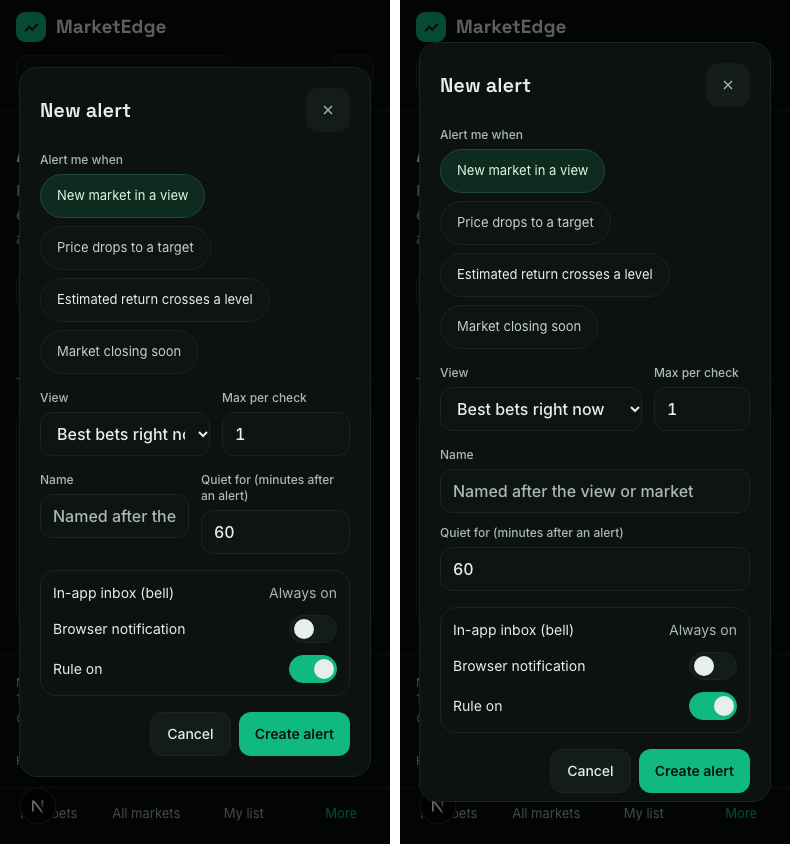 MarketEdge
New alert
×
Alert me when
New market in a view
Price drops to a target
Estimated return crosses a level
Market closing soon
View
Max per check
Best bets right no
1
Name
Quiet for (minutes after
an alert)
Named after the
60
In-app inbox (bell)
Always on
Browser notification
Rule on
Cancel
Create alert
N
bets
All markets
My list
More
MarketEdge
New alert
×
Alert me when
New market in a view
Price drops to a target
Estimated return crosses a level
Market closing soon
View
Max per check
Best bets right now
1
Name
Named after the view or market
Quiet for (minutes after an alert)
60
In-app inbox (bell)
Always on
Browser notification
Rule on
Cancel
Create alert
N
bets
All markets
My list
More